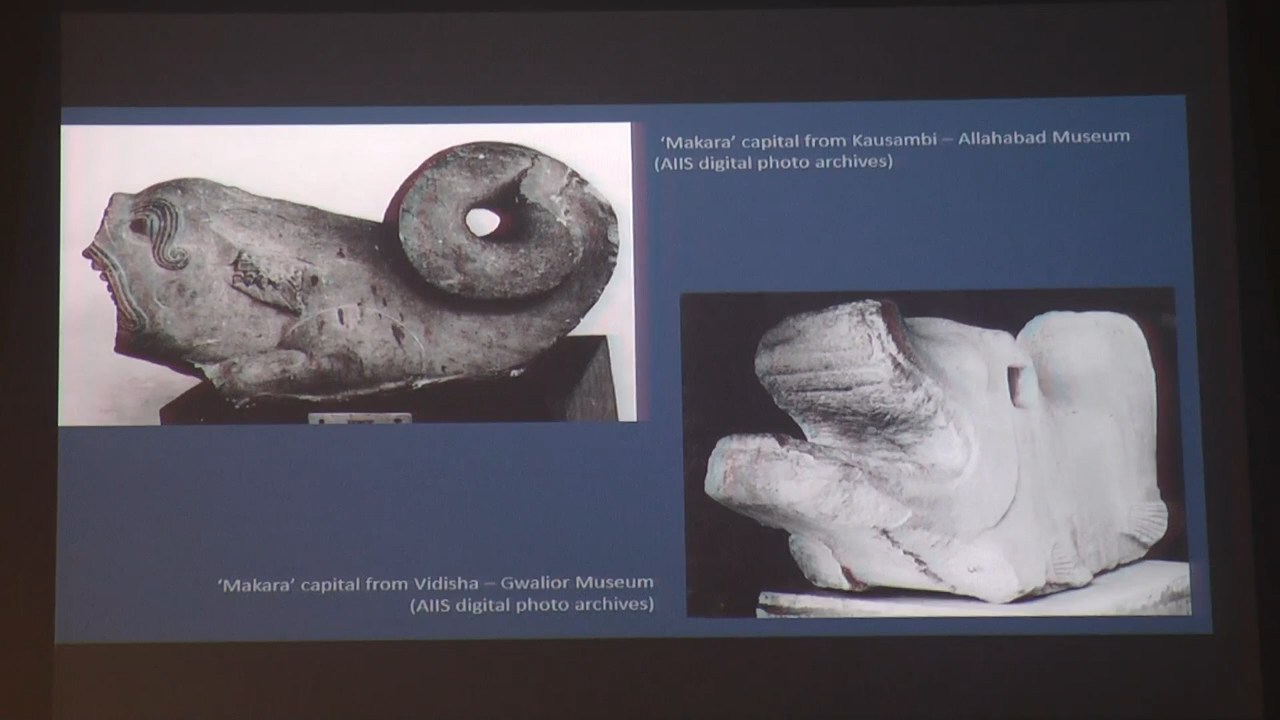 ‘Makara’ capital from Kausambi – Allahabad Museum
(AIIS digital photo archives)
‘Makara’ capital from Vidisha – Gwalior Museum
(AIIS digital photo archives)